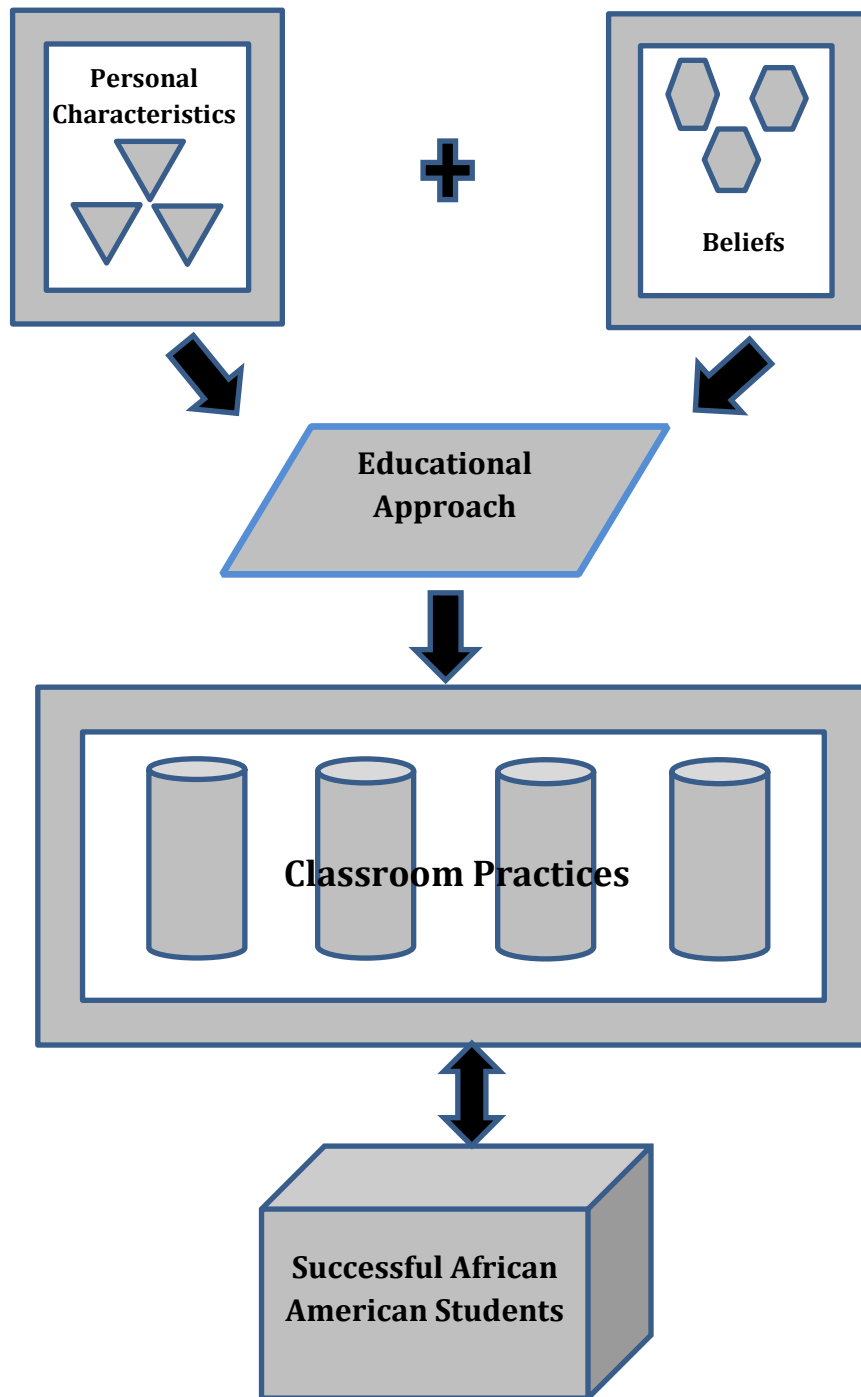 Personal
Characteristics
Beliefs
Educational
Approach
Classroom Practices
Successful African
American Students